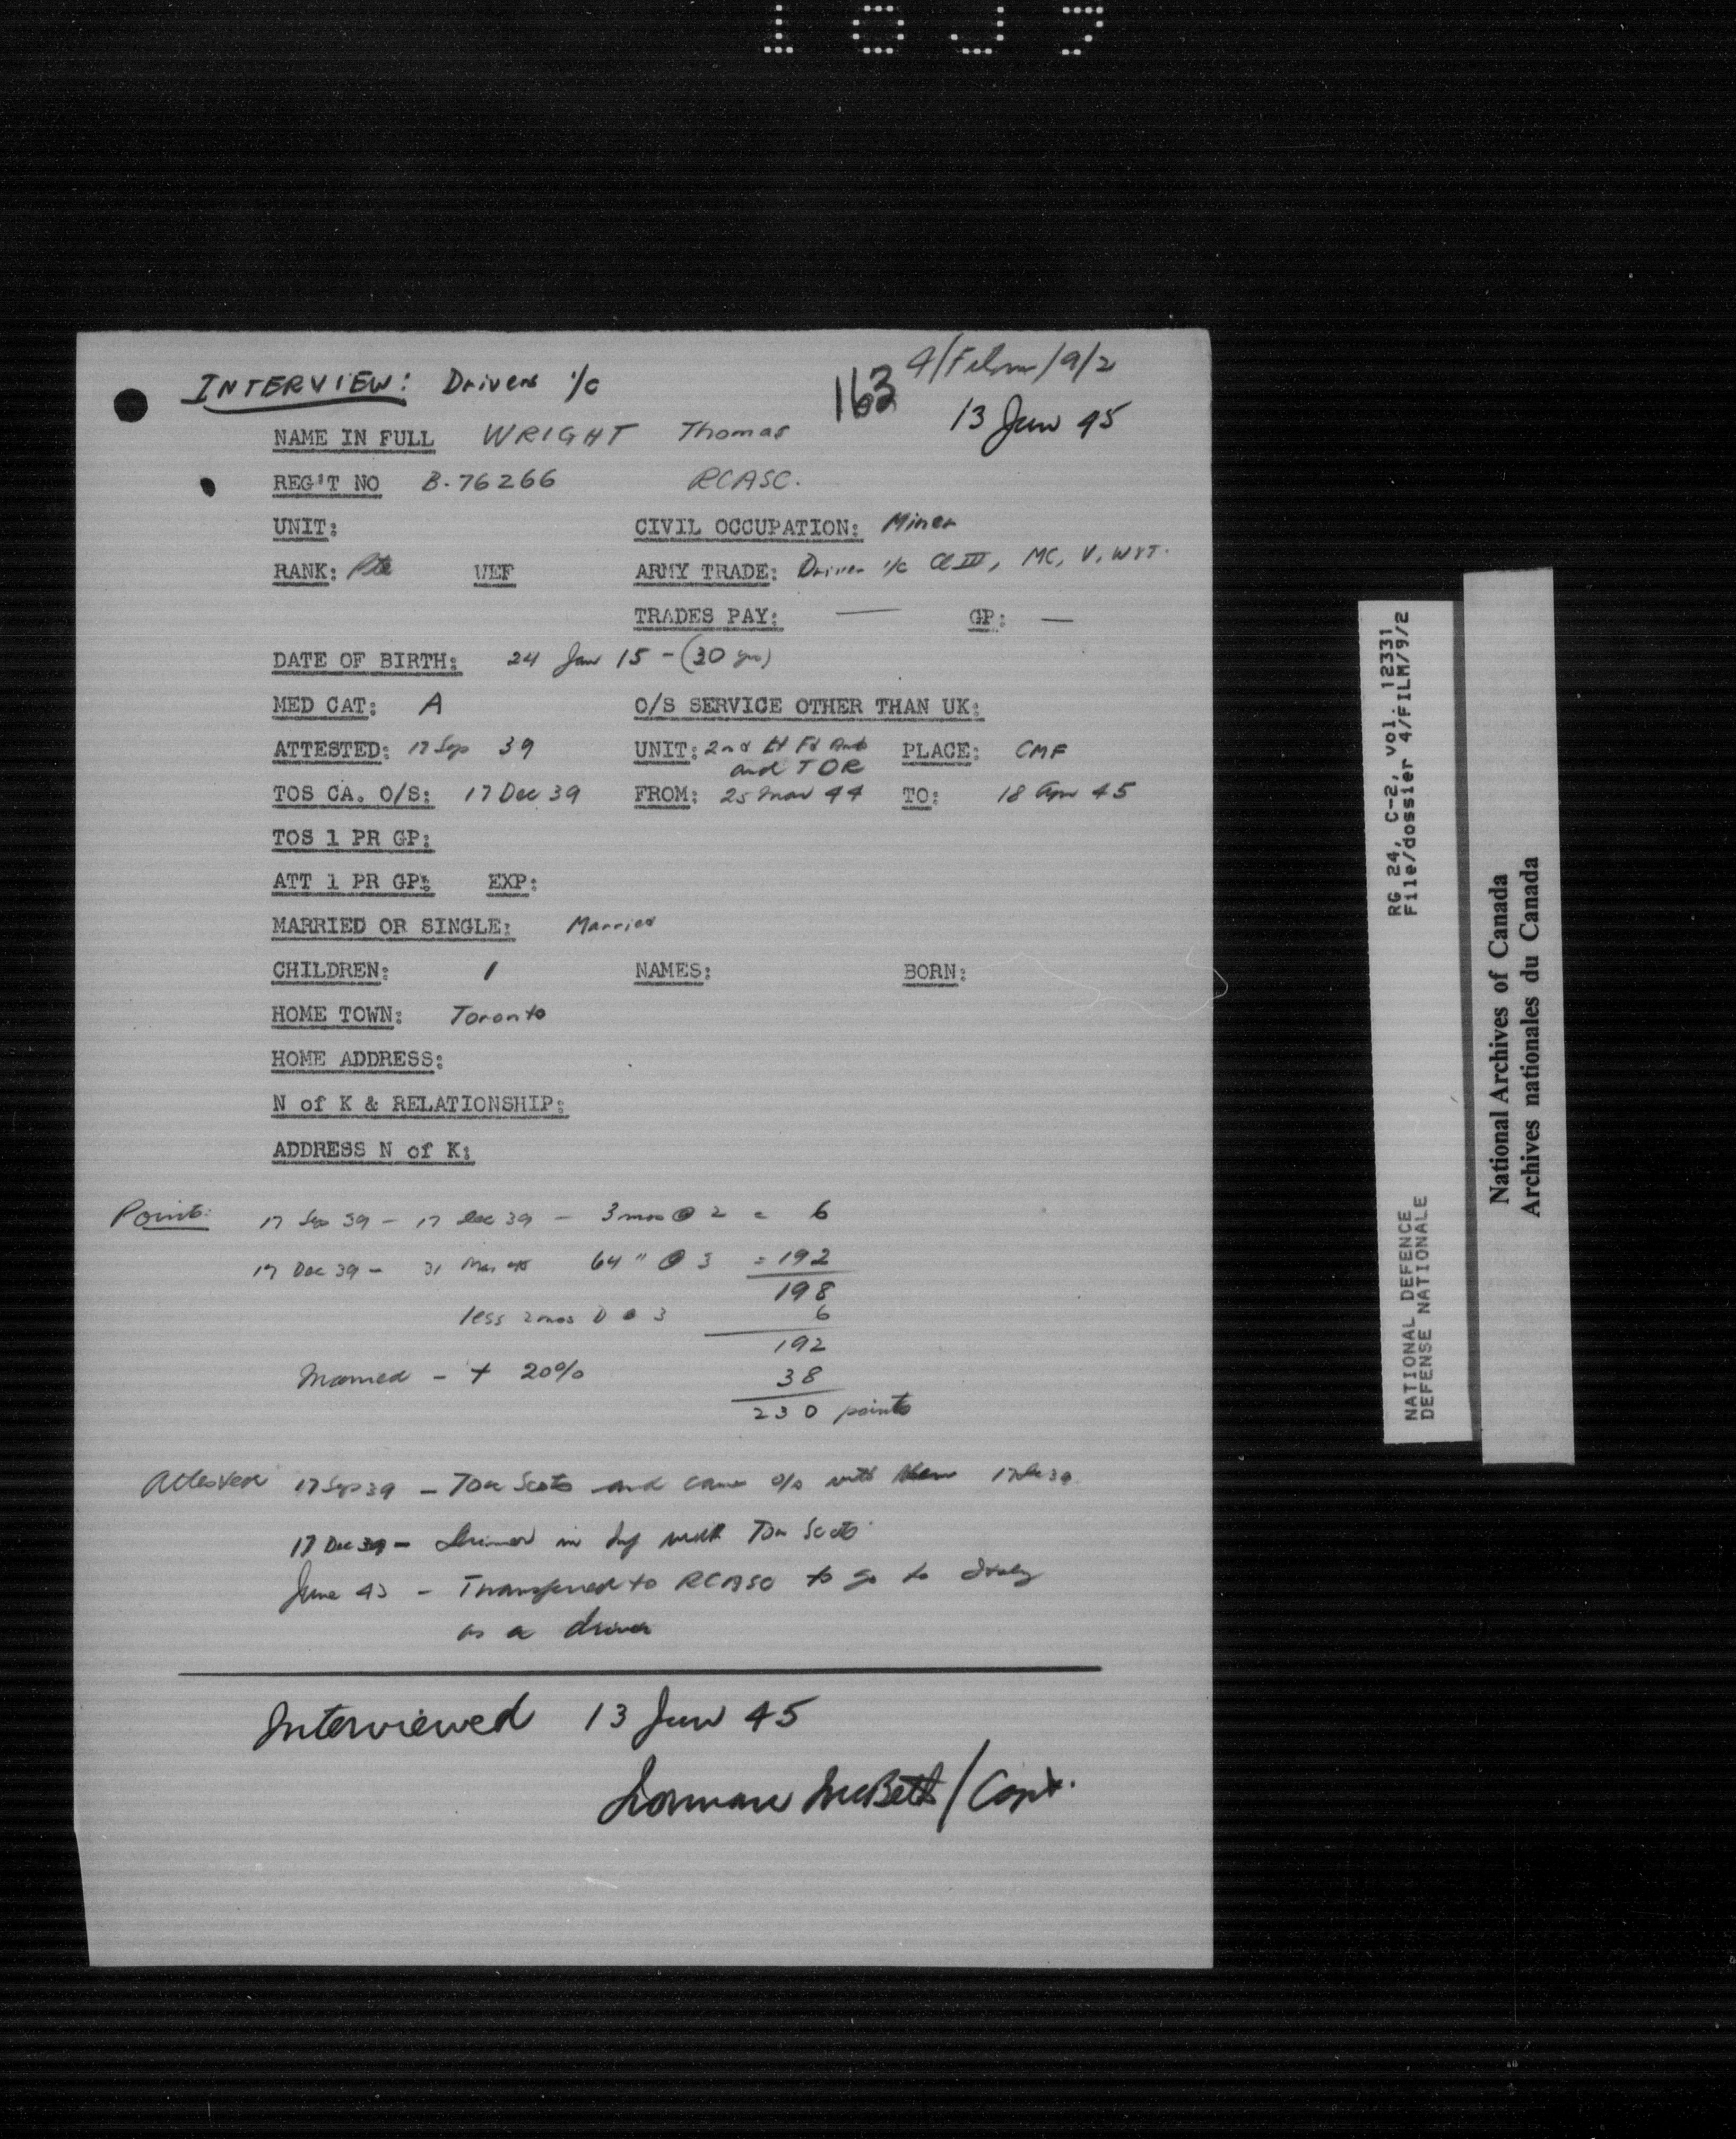 INTERVIEW: Drivers i/c
163
4/Film/9/2
13 Jun 45
NAME IN FULL WRIGHT Thomas
REG'T NO B-76266 RCASC.
UNIT: CIVIL OCCUPATION: Miner
RANK: Pte WEF ARMY TRADE: Driver i/c Cl III, MC, V, W&T.
TRADES PAY: — GP: —
DATE OF BIRTH: 24 Jan 15 - (30 yrs)
MED CAT: A O/S SERVICE OTHER THAN UK:
ATTESTED: 17 Sep 39 UNIT: 2nd Lt Fd Amb PLACE: CMF
and TOR
TOS CA. O/S: 17 Dec 39 FROM: 25 Mar 44 TO: 18 Apr 45
TOS 1 PR GP:
ATT 1 PR GP: EXP:
MARRIED OR SINGLE: Married
CHILDREN: 1 NAMES: BORN:
HOME TOWN: Toronto
HOME ADDRESS:
N of K & RELATIONSHIP:
ADDRESS N of K:
Points: 17 Sep 39 - 17 Dec 39 - 3 mos @ 2 = 6
17 Dec 39 - 31 Mar 45 64 " @ 3 = 192
198
less 2 mos D @ 3 6
192
Married - + 20% 38
230 points
Attested 17 Sep 39 - Tor Scots and came o/s with them 17 Dec 39.
17 Dec 39 - Driver in with Tor Scots
June 43 - Transferred to RCASC to go to Italy
as a driver
Interviewed 13 Jun 45
/Capt.
RG 24, C-2, vol. 12331
File/dossier 4/FILM/9/2
NATIONAL DEFENCE
DEFENSE NATIONALE
National Archives of Canada
Archives nationales du Canada